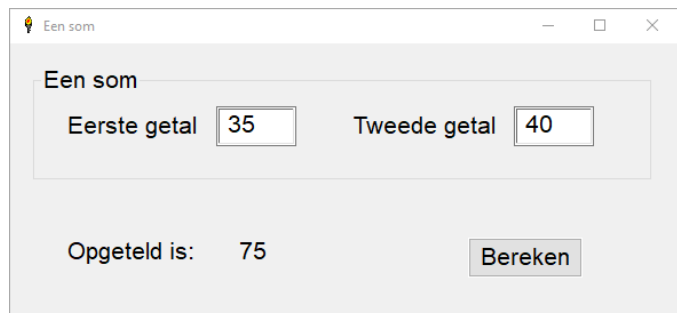 Een som
Een som
Eerste getal 35 Tweede getal 40
Opgeteld is: 75 Bereken